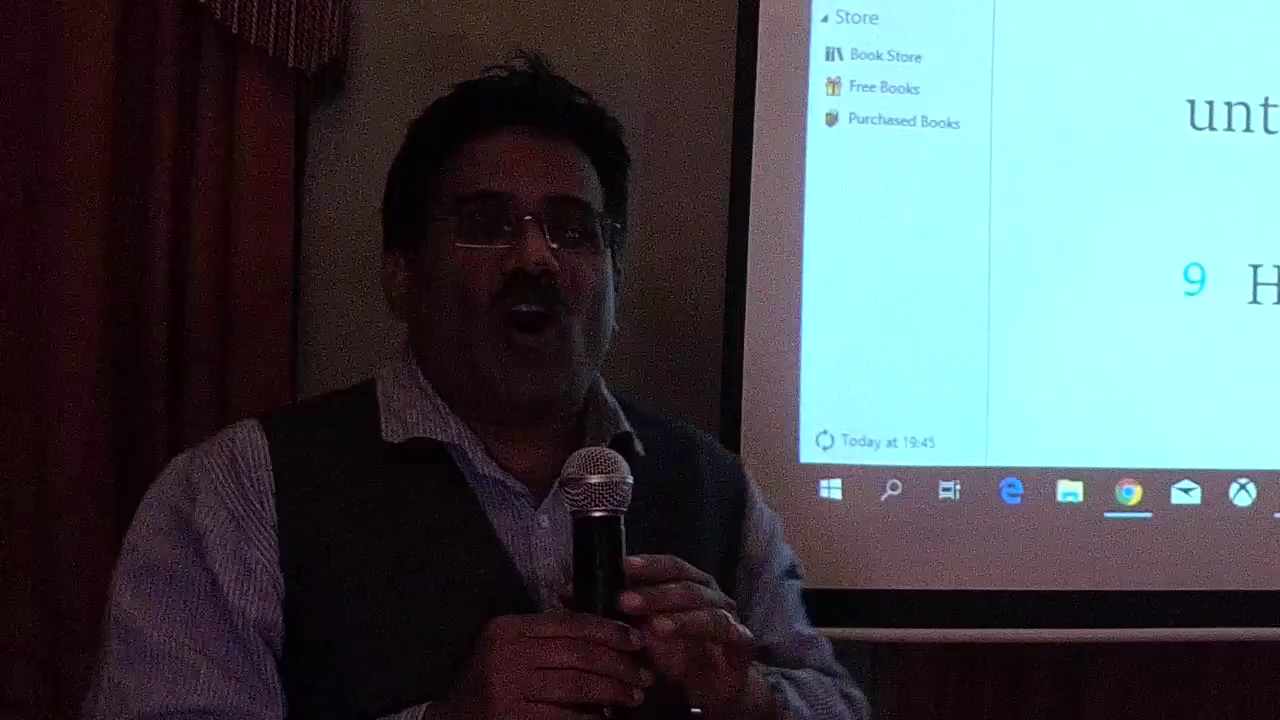 Store
Book Store
Free Books
Purchased Books
unt
9 H
Today at 19:45